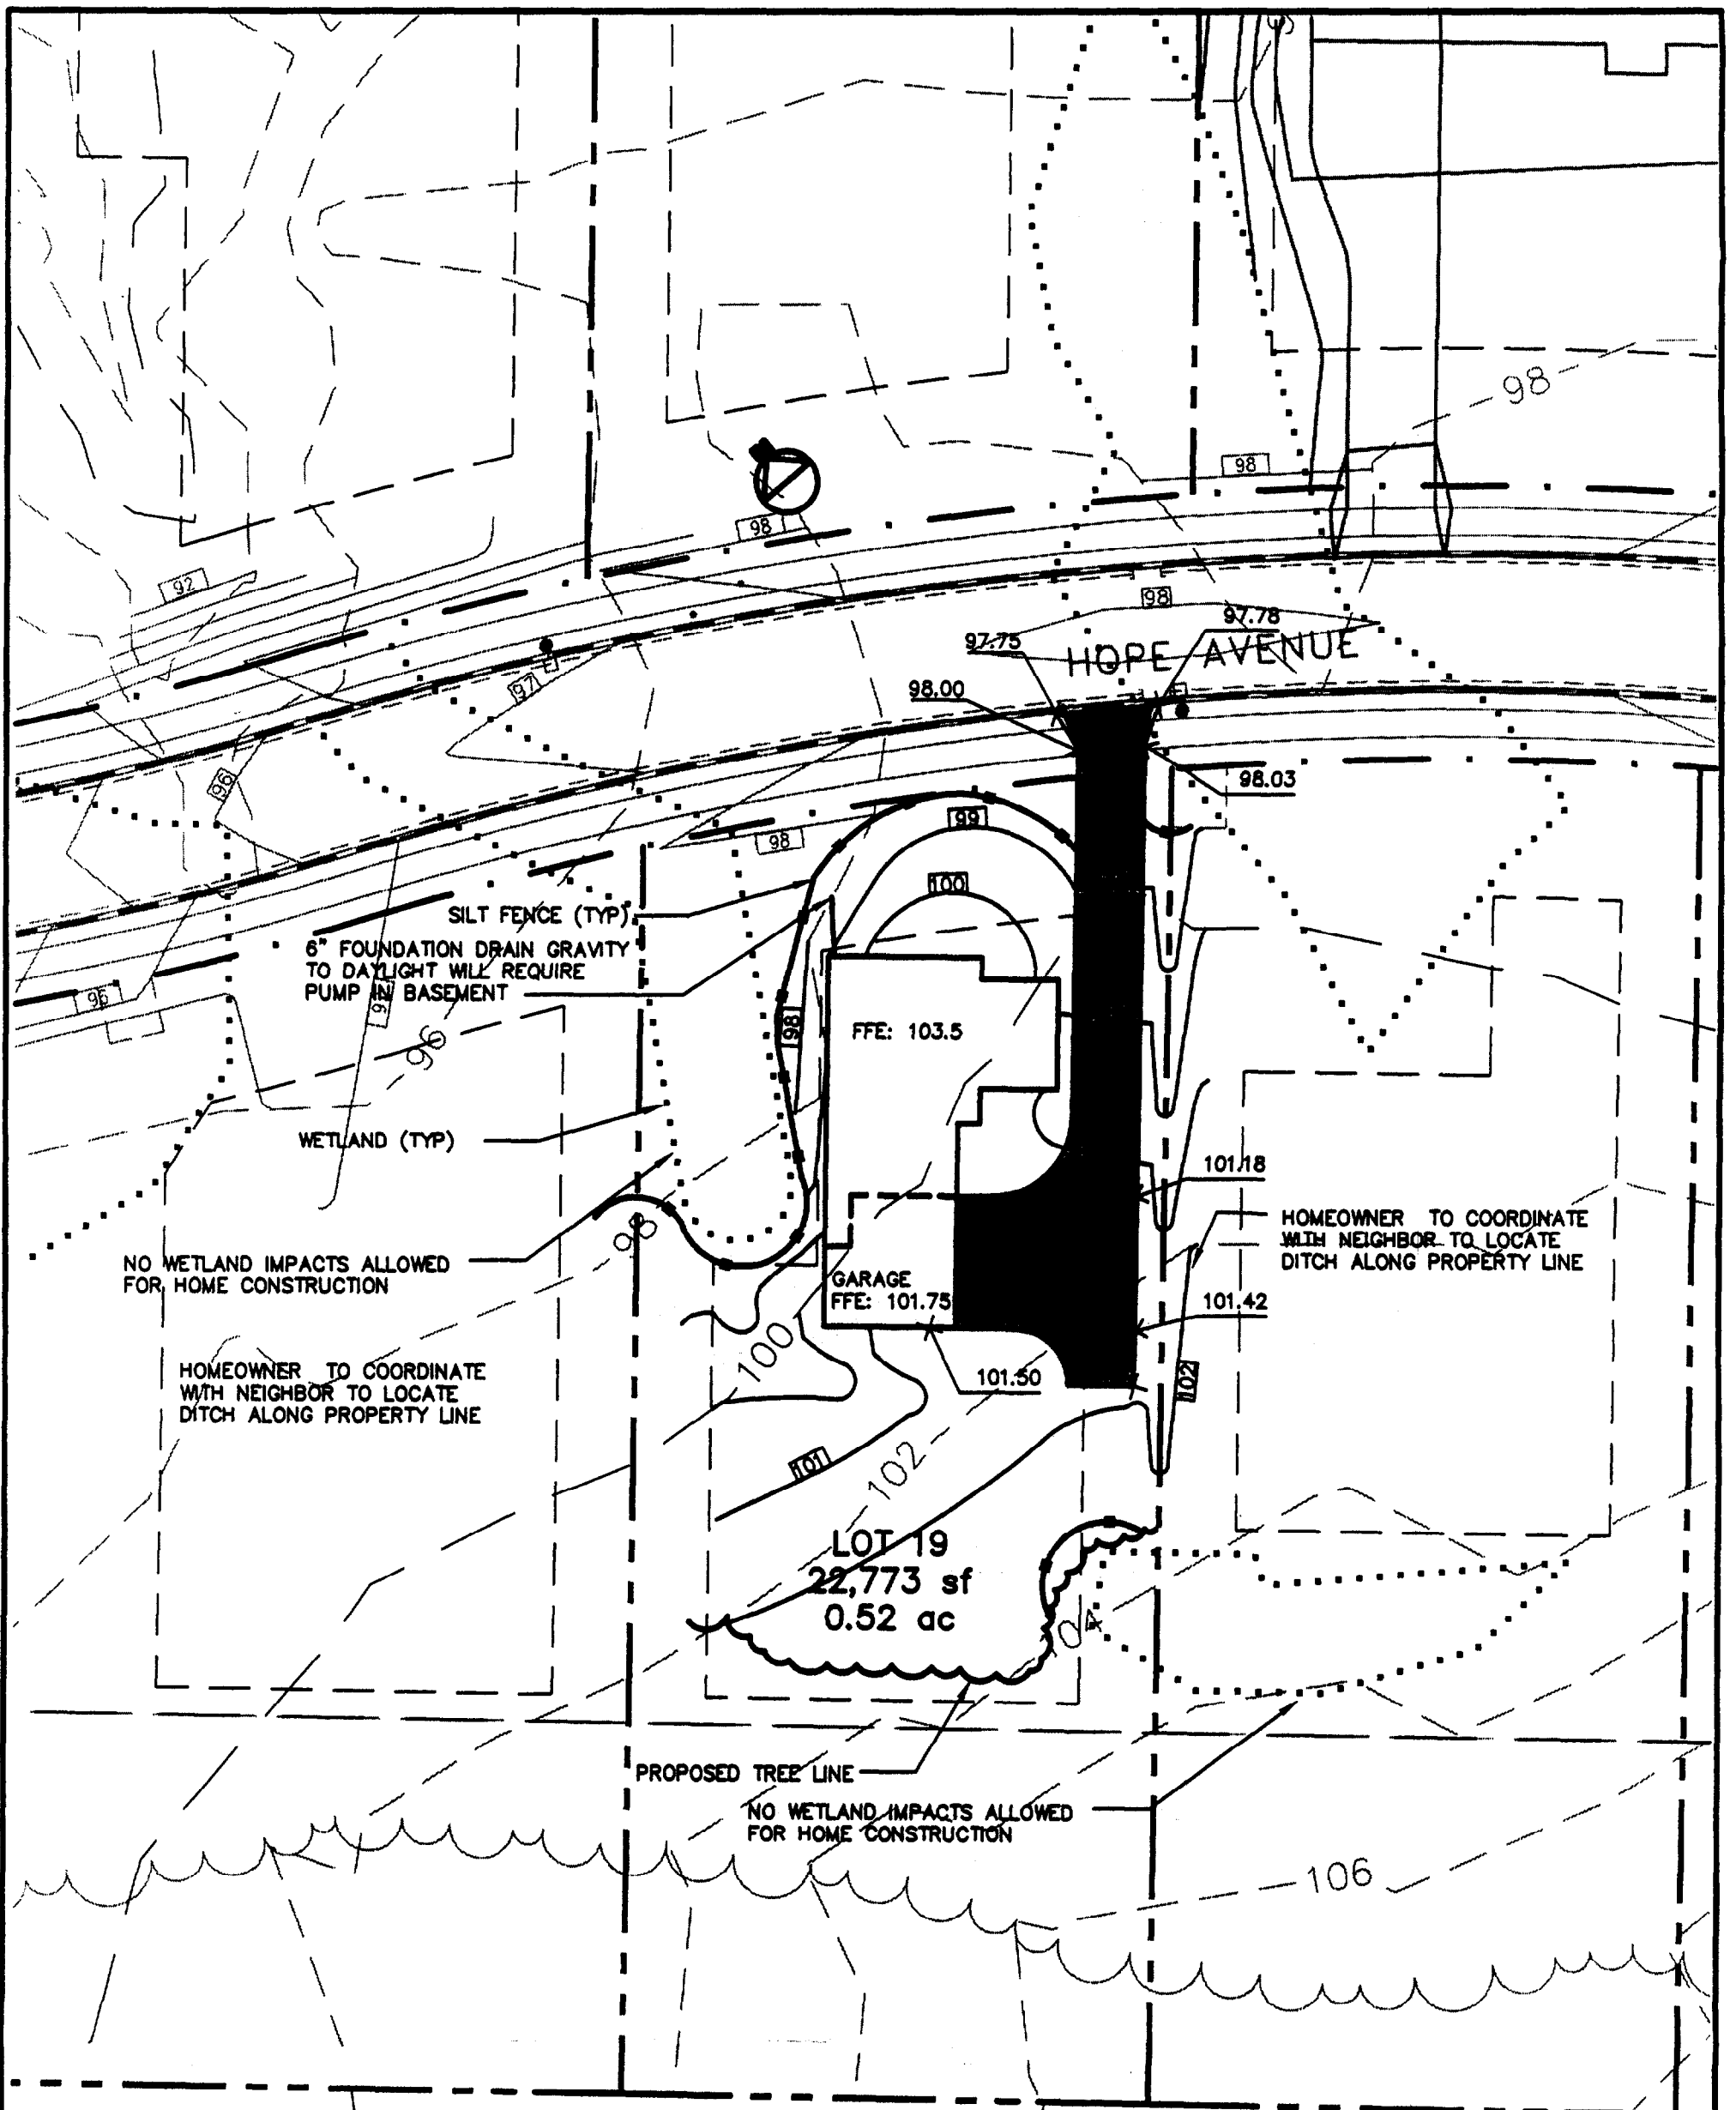 98
98
98
92
98
97.78
97.75
HOPE AVENUE
98.00
97
96
98.03
99
98
100
SILT FENCE (TYP)
6" FOUNDATION DRAIN GRAVITY
TO DAYLIGHT WILL REQUIRE
PUMP IN BASEMENT
96
98
FFE: 103.5
96
WETLAND (TYP)
101.18
HOMEOWNER TO COORDINATE
WITH NEIGHBOR TO LOCATE
DITCH ALONG PROPERTY LINE
98
NO WETLAND IMPACTS ALLOWED
FOR HOME CONSTRUCTION
GARAGE
FFE: 101.75
101.42
100
HOMEOWNER TO COORDINATE
WITH NEIGHBOR TO LOCATE
DITCH ALONG PROPERTY LINE
101.50
102
101
102
LOT 19
22,773 sf
0.52 ac
104
PROPOSED TREE LINE
NO WETLAND IMPACTS ALLOWED
FOR HOME CONSTRUCTION
106